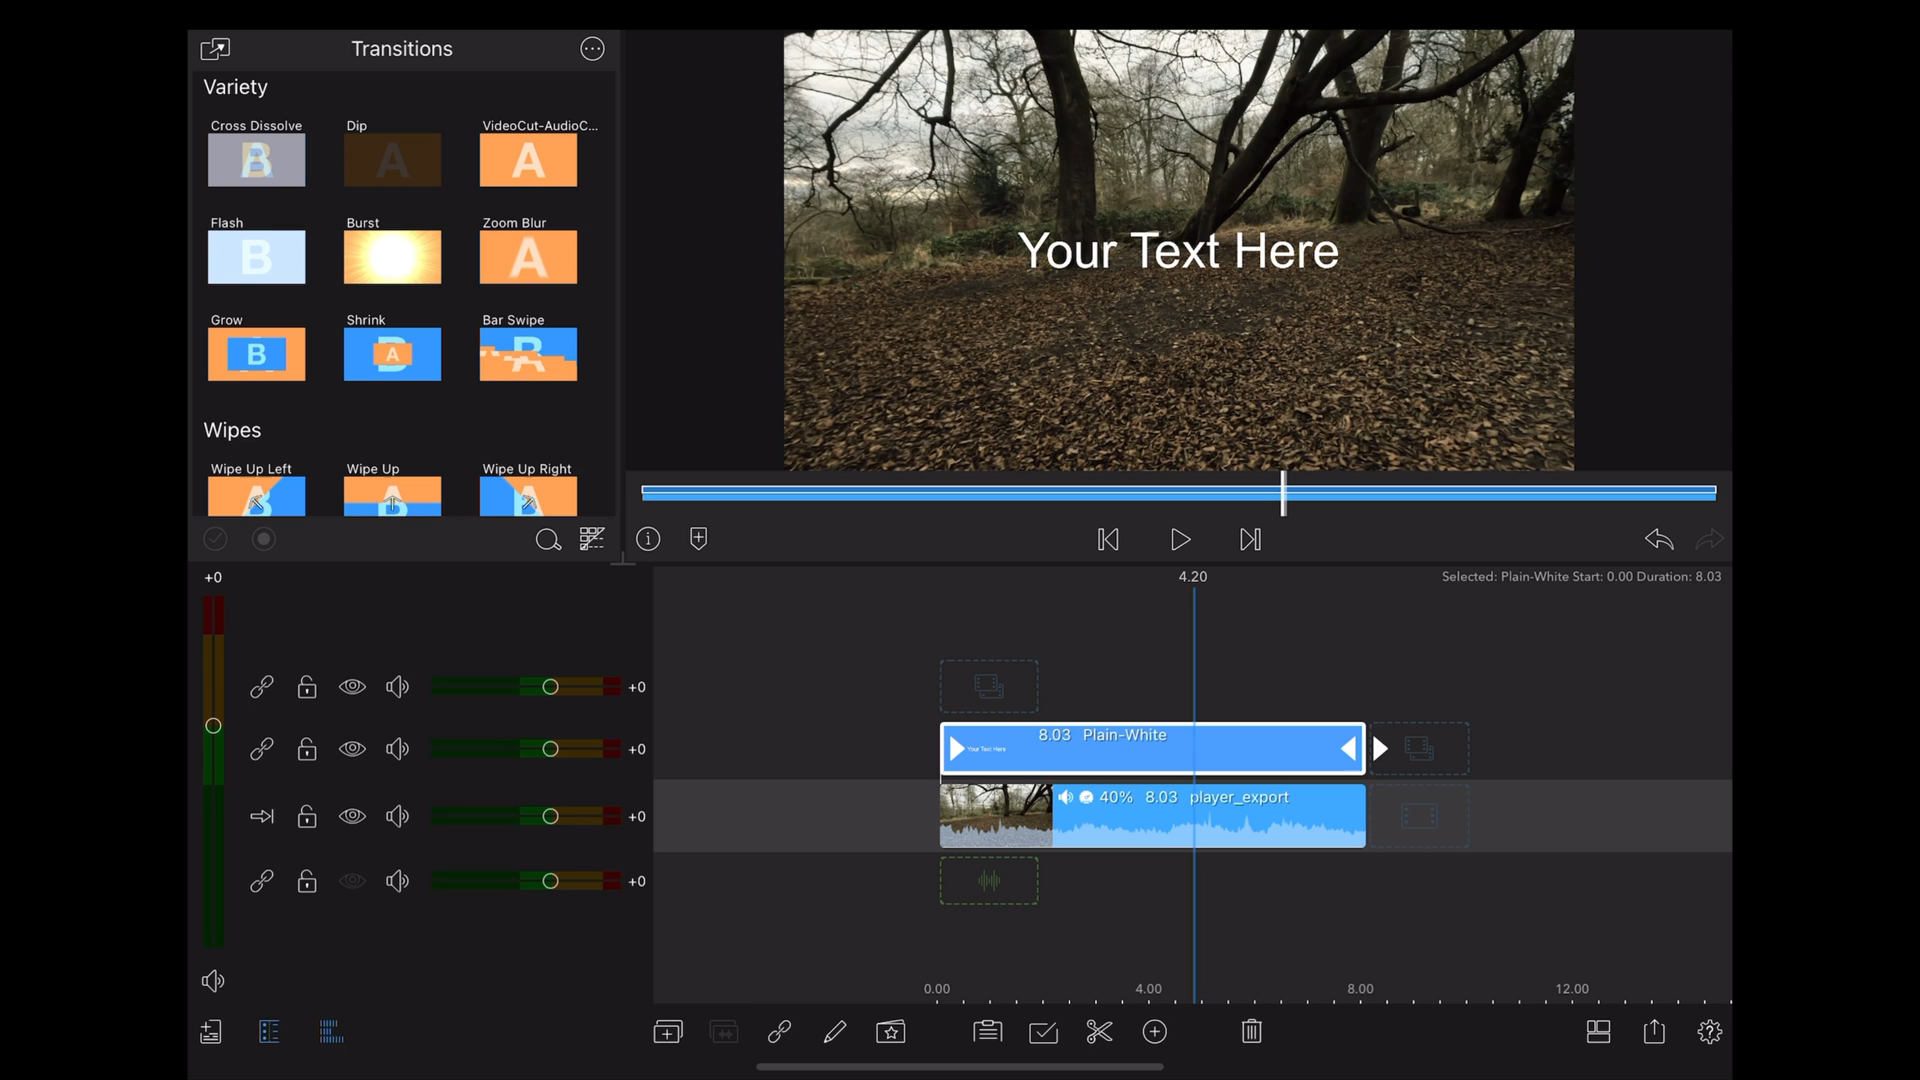 Transitions
Variety
Cross Dissolve
Dip
VideoCut-AudioC...
B
A
A
Flash
Burst
Zoom Blur
B
A
Grow
Shrink
Bar Swipe
B
A
B
A
Wipes
Wipe Up Left
Wipe Up
Wipe Up Right
Your Text Here
+0
4.20
Selected: Plain-White Start: 0.00 Duration: 8.03
+0
8.03 Plain-White
Your Text Here
+0
40% 8.03 player_export
+0
+0
0.00
4.00
8.00
12.00